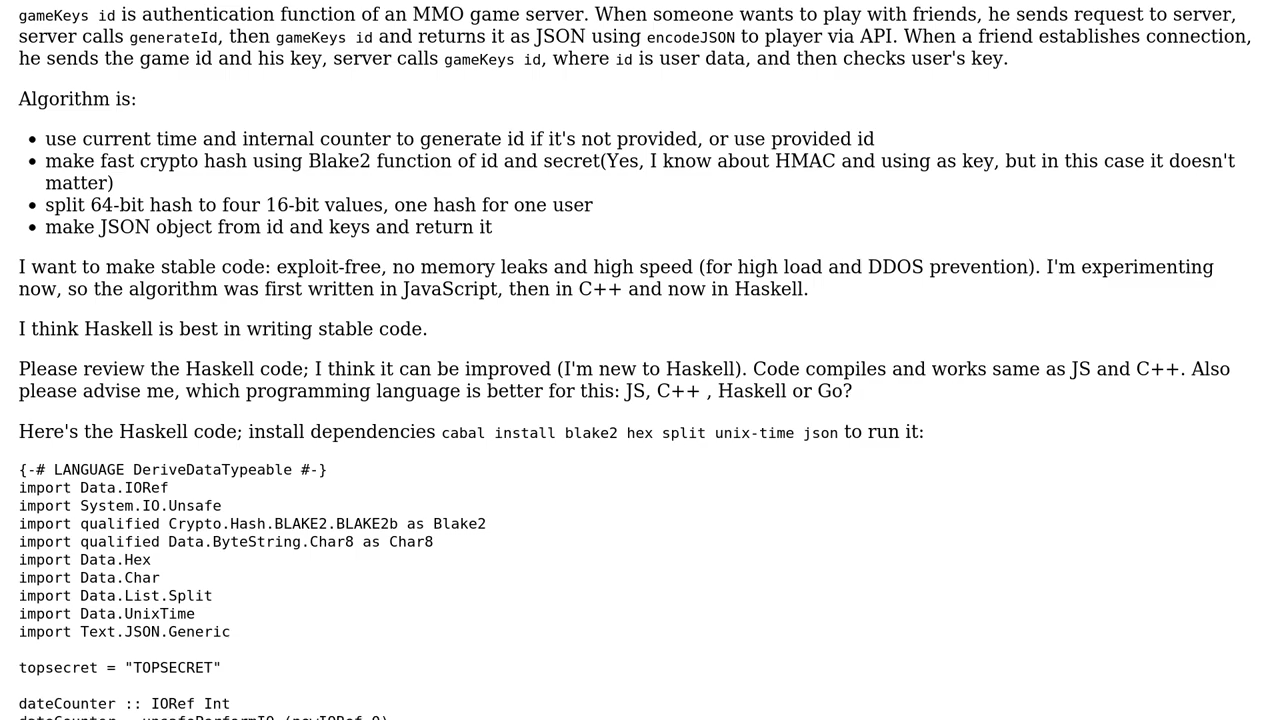 gameKeys id is authentication function of an MMO game server. When someone wants to play with friends, he sends request to server,
server calls generateId, then gameKeys id and returns it as JSON using encodeJSON to player via API. When a friend establishes connection,
he sends the game id and his key, server calls gameKeys id, where id is user data, and then checks user's key.
Algorithm is:
• use current time and internal counter to generate id if it's not provided, or use provided id
• make fast crypto hash using Blake2 function of id and secret(Yes, I know about HMAC and using as key, but in this case it doesn't
matter)
• split 64-bit hash to four 16-bit values, one hash for one user
• make JSON object from id and keys and return it
I want to make stable code: exploit-free, no memory leaks and high speed (for high load and DDOS prevention). I'm experimenting
now, so the algorithm was first written in JavaScript, then in C++ and now in Haskell.
I think Haskell is best in writing stable code.
Please review the Haskell code; I think it can be improved (I'm new to Haskell). Code compiles and works same as JS and C++. Also
please advise me, which programming language is better for this: JS, C++ , Haskell or Go?
Here's the Haskell code; install dependencies cabal install blake2 hex split unix-time json to run it:
{-# LANGUAGE DeriveDataTypeable #-}
import Data.IORef
import System.IO.Unsafe
import qualified Crypto.Hash.BLAKE2.BLAKE2b as Blake2
import qualified Data.ByteString.Char8 as Char8
import Data.Hex
import Data.Char
import Data.List.Split
import Data.UnixTime
import Text.JSON.Generic
topsecret = "TOPSECRET"
dateCounter :: IORef Int
dateCounter = unsafePerformIO (newIORef 0)